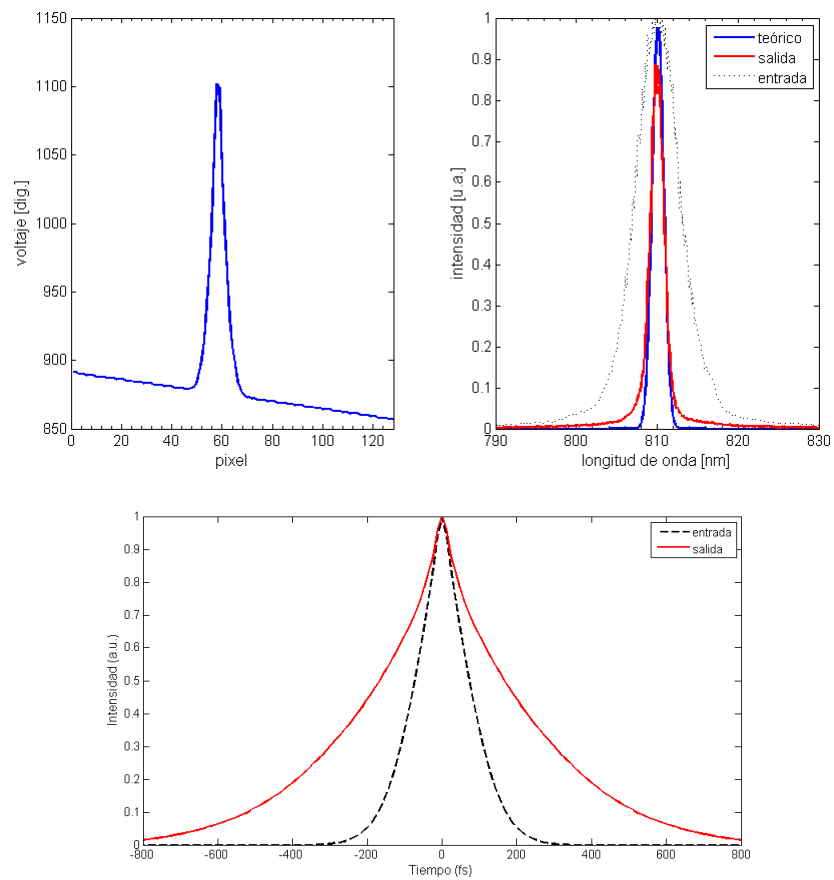 1150
1100
1050
1000
950
900
850
voltaje [dig.]
0 20 40 60 80 100 120
pixel
1
0.9
0.8
0.7
0.6
0.5
0.4
0.3
0.2
0.1
0
intensidad [u.a.]
790 800 810 820 830
longitud de onda [nm]
teórico
salida
entrada
1
0.9
0.8
0.7
0.6
0.5
0.4
0.3
0.2
0.1
0
Intensidad (a.u.)
-800 -600 -400 -200 0 200 400 600 800
Tiempo (fs)
entrada
salida